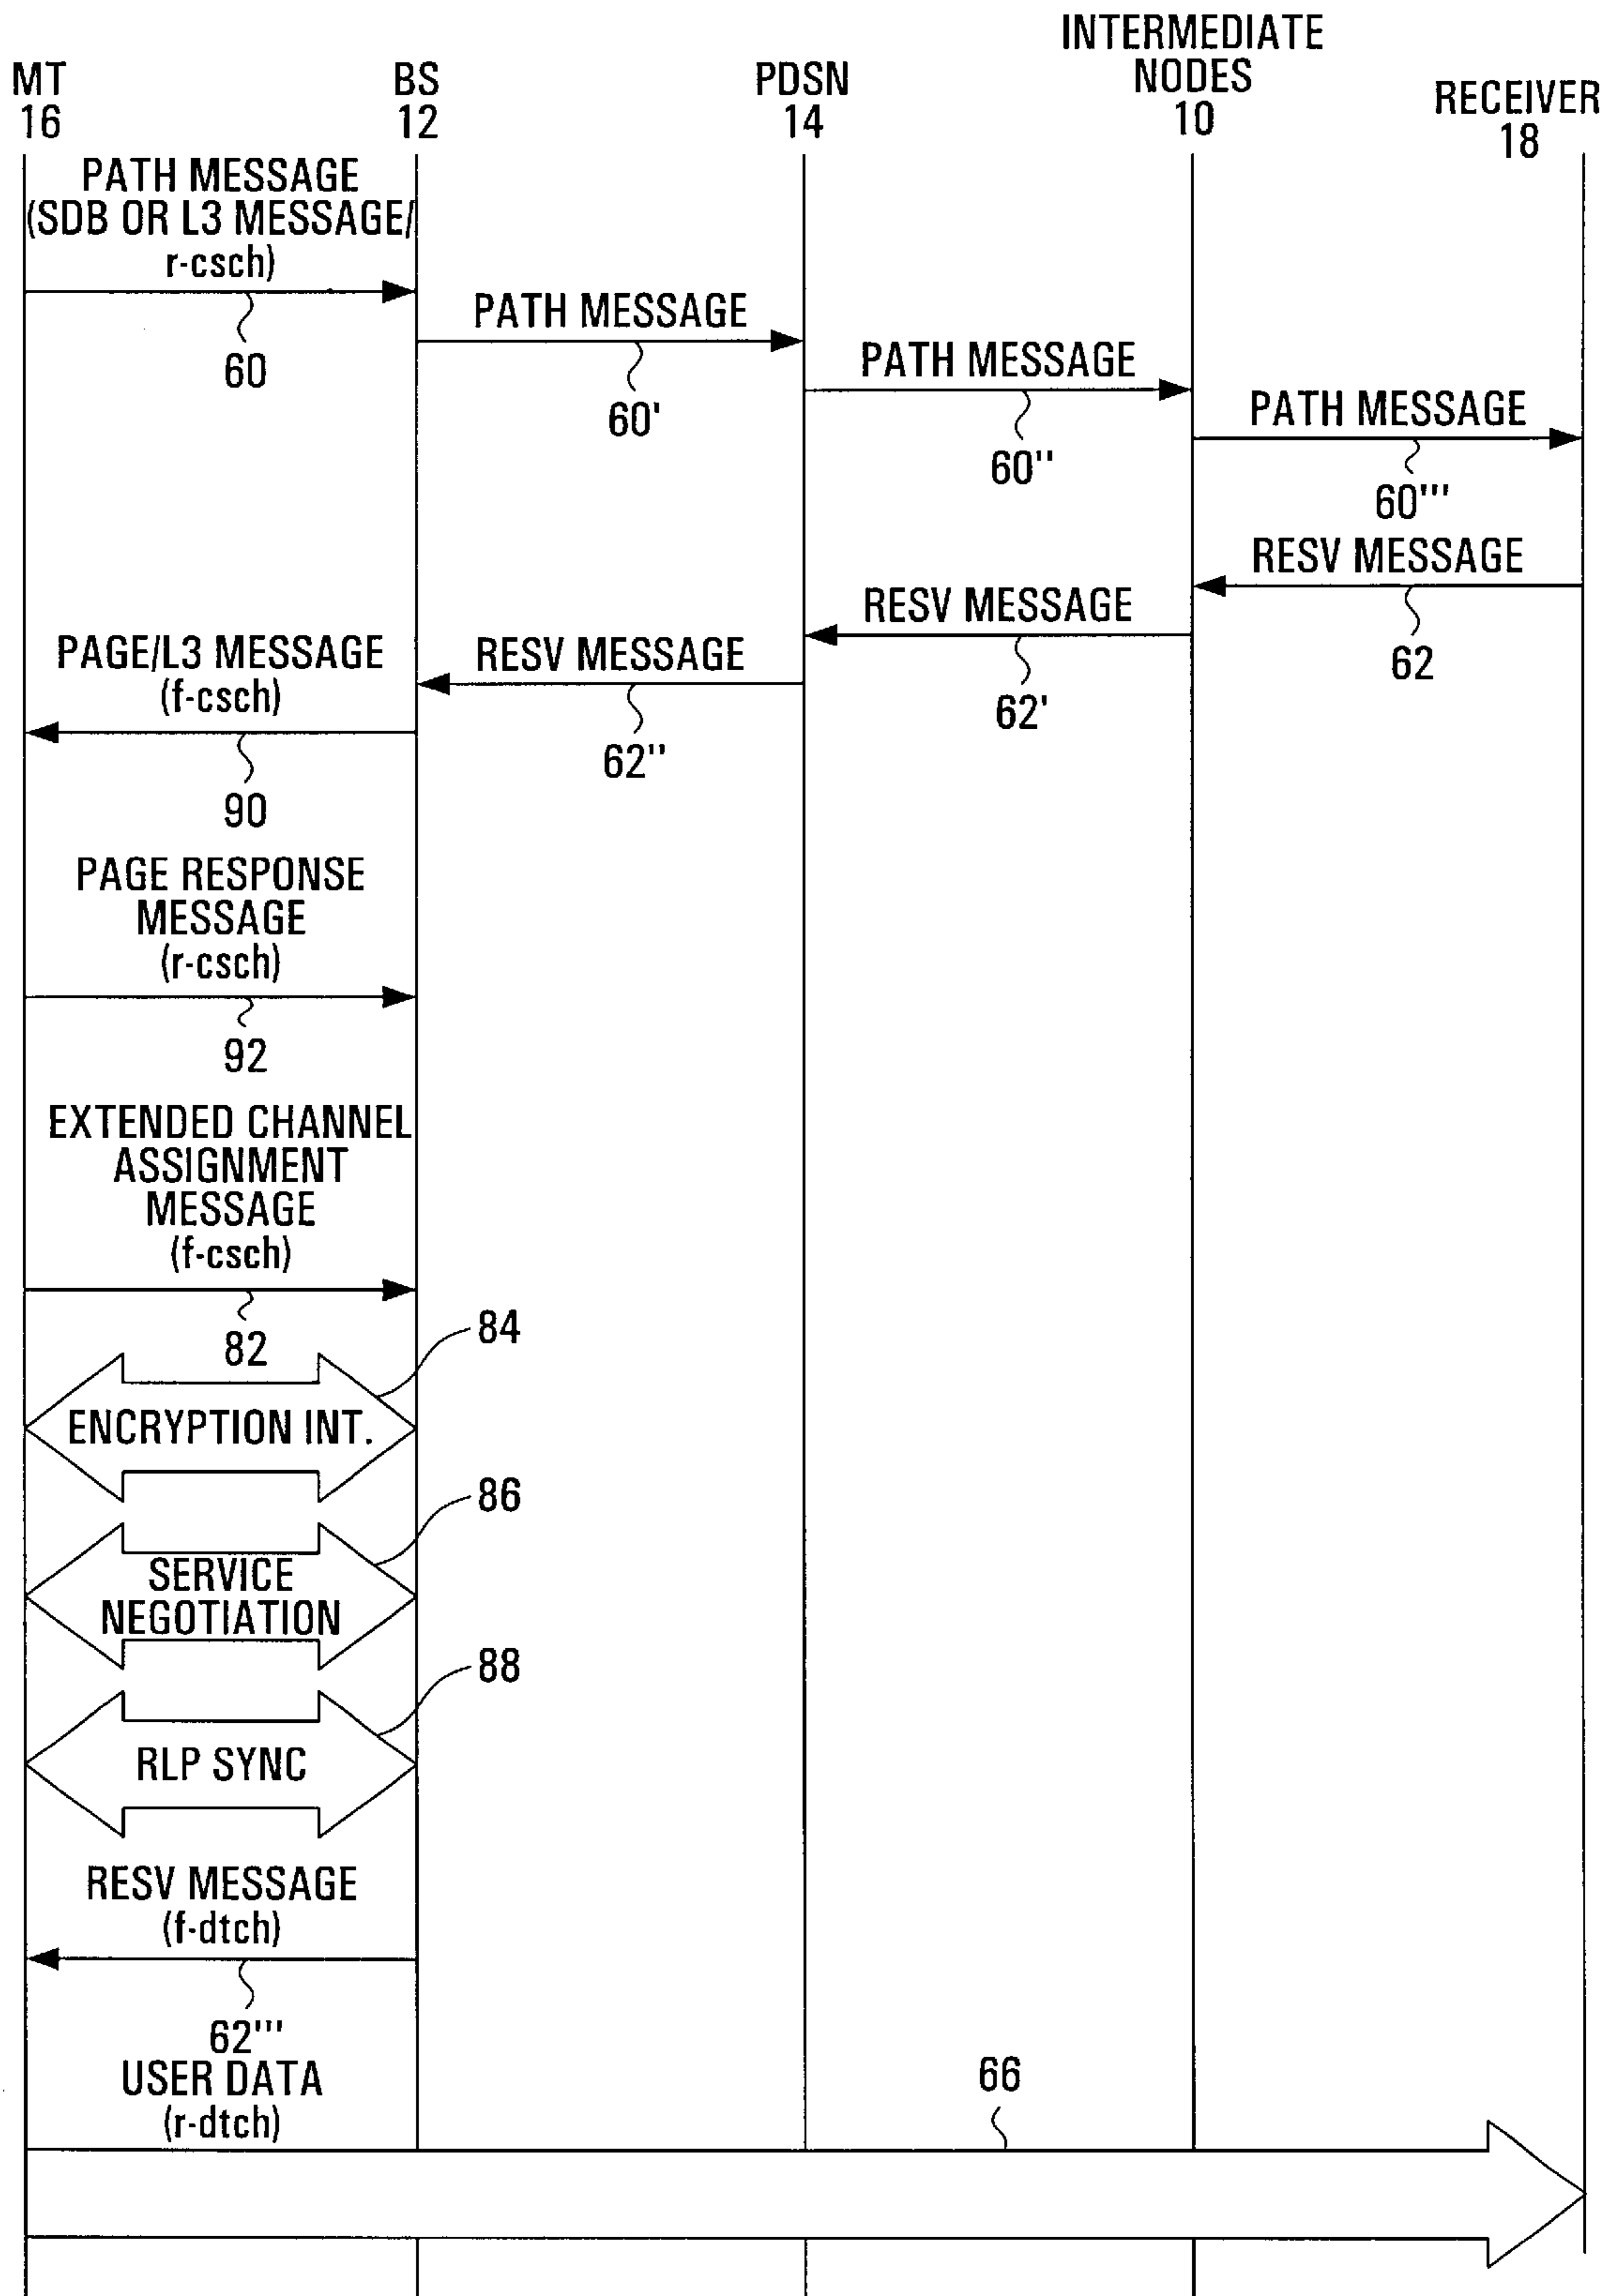 MT
16
BS
12
PDSN
14
INTERMEDIATE
NODES
10
RECEIVER
18
PATH MESSAGE
(SDB OR L3 MESSAGE/
r-csch)
60
PATH MESSAGE
60'
PATH MESSAGE
60''
PATH MESSAGE
60'''
RESV MESSAGE
62
RESV MESSAGE
62'
RESV MESSAGE
62''
PAGE/L3 MESSAGE
(f-csch)
90
PAGE RESPONSE
MESSAGE
(r-csch)
92
EXTENDED CHANNEL
ASSIGNMENT
MESSAGE
(f-csch)
82
84
ENCRYPTION INT.
86
SERVICE
NEGOTIATION
88
RLP SYNC
RESV MESSAGE
(f-dtch)
62'''
USER DATA
(r-dtch)
66